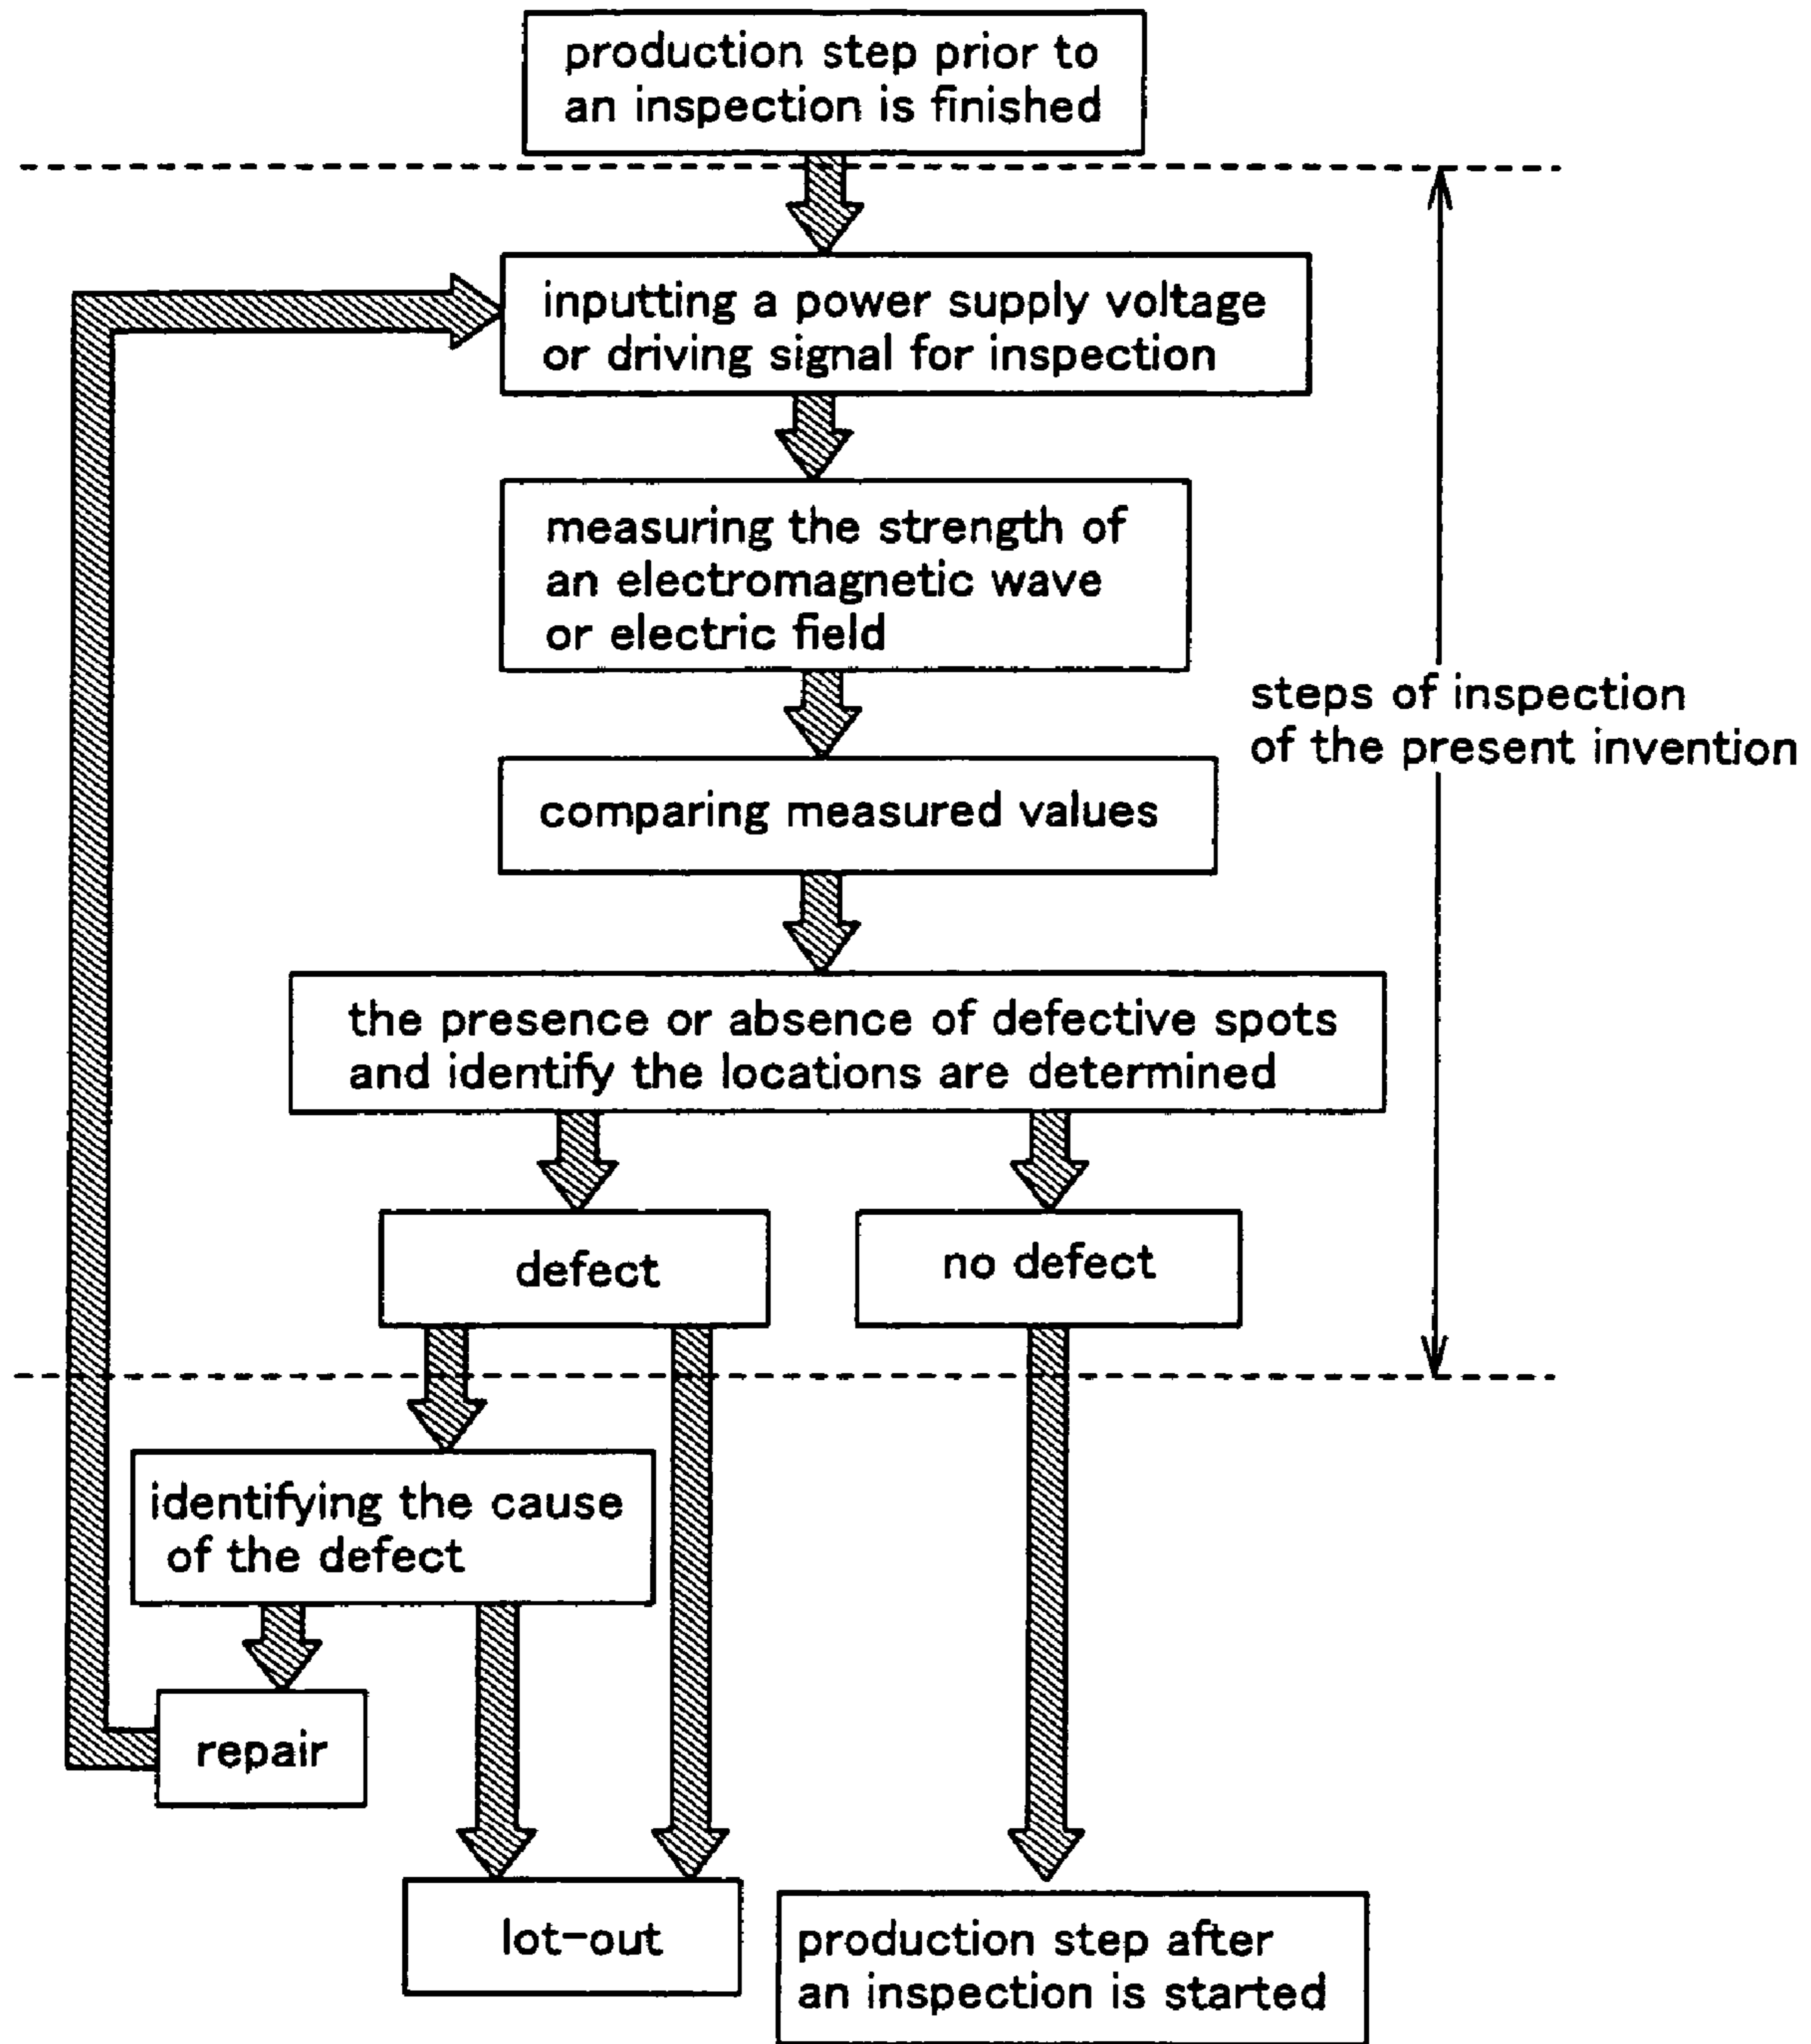 production step prior to
an inspection is finished
inputting a power supply voltage
or driving signal for inspection
measuring the strength of
an electromagnetic wave
or electric field
steps of inspection
of the present invention
comparing measured values
the presence or absence of defective spots
and identify the locations are determined
defect
no defect
identifying the cause
of the defect
repair
lot-out
production step after
an inspection is started